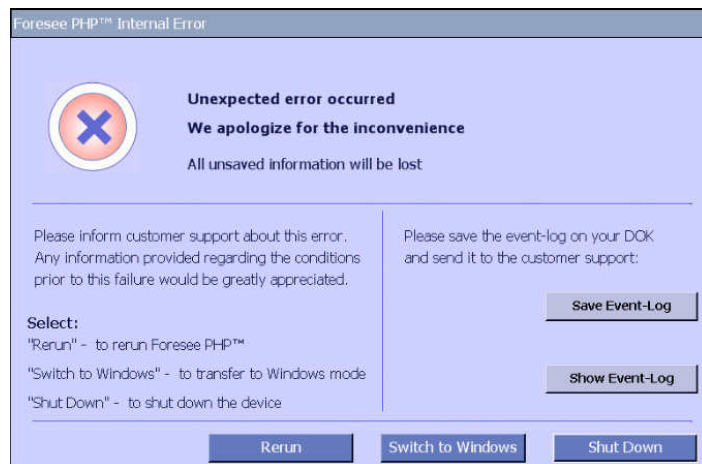 Foresee PHP™ Internal Error
Unexpected error occurred
We apologize for the inconvenience
All unsaved information will be lost
Please inform customer support about this error.
Any information provided regarding the conditions
prior to this failure would be greatly appreciated.
Select:
"Rerun" - to rerun Foresee PHP™
"Switch to Windows" - to transfer to Windows mode
"Shut Down" - to shut down the device
Please save the event-log on your DOK
and send it to the customer support:
Save Event-Log
Show Event-Log
Rerun
Switch to Windows
Shut Down